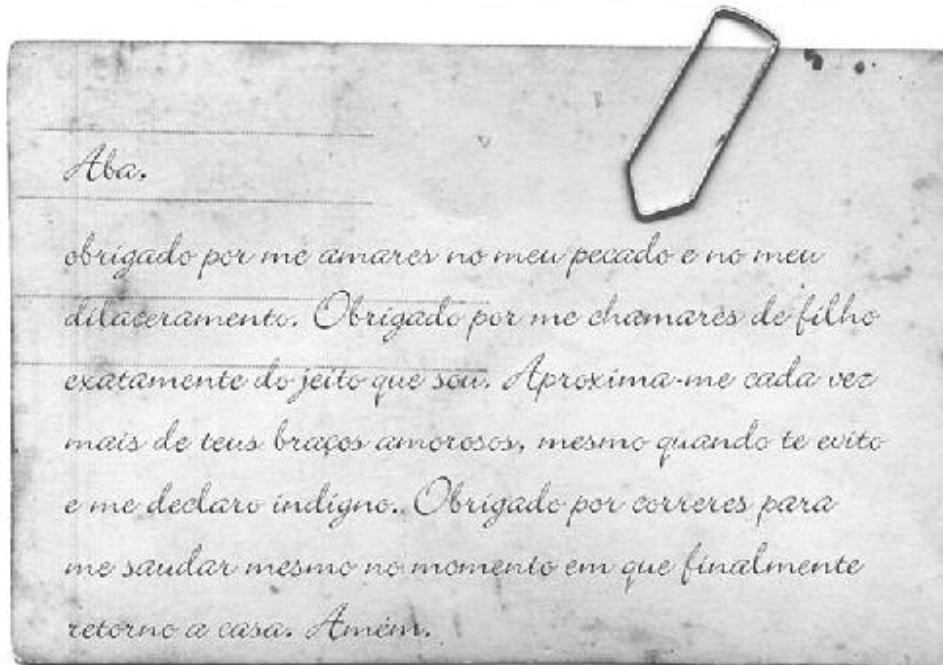 Aba.
obrigado por me amares no meu pecado e no meu
dilaceramento. Obrigado por me chamares de filho
exatamente do jeito que sou. Aproxima-me cada vez
mais de teus braços amorosos, mesmo quando te evito
e me declaro indigno. Obrigado por correres para
me saudar mesmo no momento em que finalmente
retorno a casa. Amém.